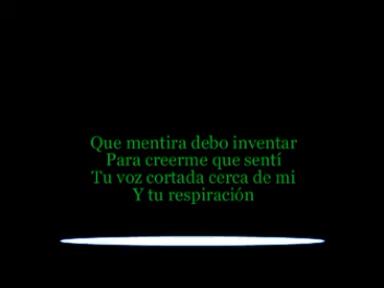 Que mentira debo inventar
Para creerme que sentí
Tu voz cortada cerca de mi
Y tu respiración